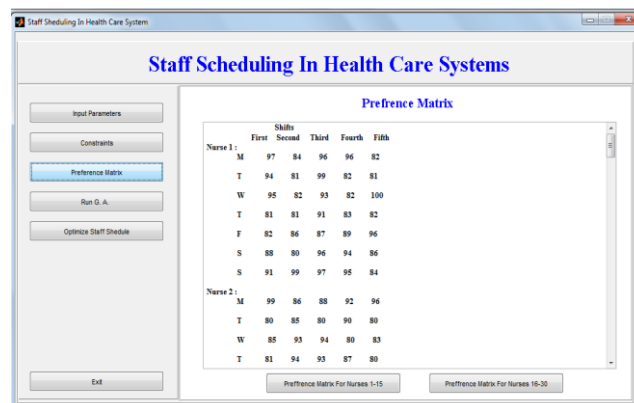 Staff Sheduling In Health Care System
Staff Scheduling In Health Care Systems
Input Parameters
Constraints
Preference Matrix
Run G. A.
Optimize Staff Shedule
Exit
Prefrence Matrix
Shifts
First Second Third Fourth Fifth
Nurse 1 :
M 97 84 96 96 82
T 94 81 99 82 81
W 95 82 93 82 100
T 81 81 91 83 82
F 82 86 87 89 96
S 88 80 96 94 86
S 91 99 97 95 84
Nurse 2 :
M 99 86 88 92 96
T 80 85 80 90 80
W 85 93 94 80 83
T 81 94 93 87 80
Preffrence Matrix For Nurses 1-15
Preffrence Matrix For Nurses 16-30